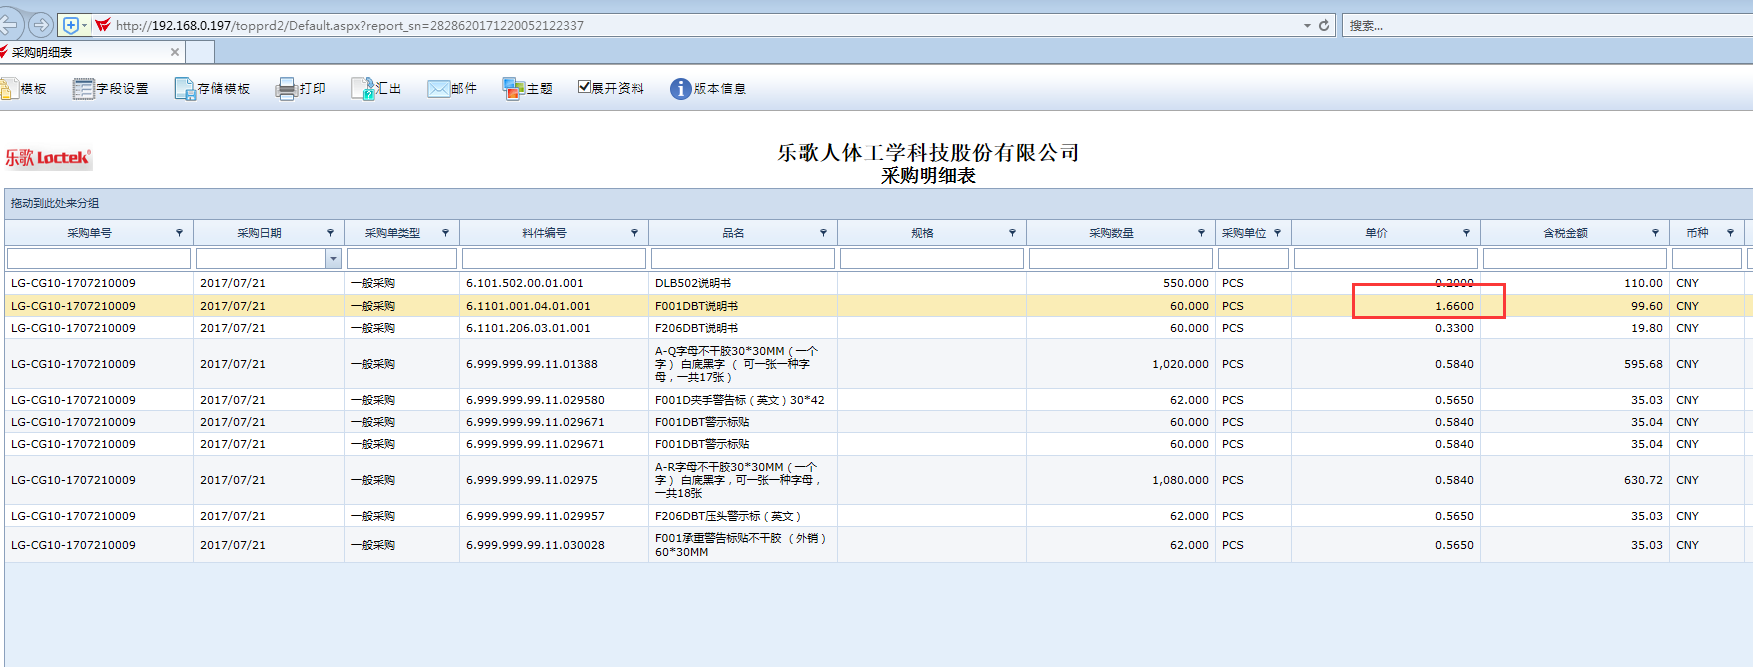 http://192.168.0.197/topprd2/Default.aspx?report_sn=2828620171220052122337
搜索...
采购明细表
模板 字段设置 存储模板 打印 汇出 邮件 主题 展开资料 版本信息
乐歌 Loctek®
乐歌人体工学科技股份有限公司
采购明细表
拖动到此处来分组
采购单号 采购日期 采购单类型 料件编号 品名 规格 采购数量 采购单位 单价 含税金额 币种
LG-CG10-1707210009 2017/07/21 一般采购 6.101.502.00.01.001 DLB502说明书 550.000 PCS 0.2000 110.00 CNY
LG-CG10-1707210009 2017/07/21 一般采购 6.1101.001.04.01.001 F001DBT说明书 60.000 PCS 1.6600 99.60 CNY
LG-CG10-1707210009 2017/07/21 一般采购 6.1101.206.03.01.001 F206DBT说明书 60.000 PCS 0.3300 19.80 CNY
A-Q字母不干胶30*30MM（一个
LG-CG10-1707210009 2017/07/21 一般采购 6.999.999.99.11.01388 字）白底黑字 （ 可一张一种字 1,020.000 PCS 0.5840 595.68 CNY
母，一共17张）
LG-CG10-1707210009 2017/07/21 一般采购 6.999.999.99.11.029580 F001D夹手警告标（英文）30*42 62.000 PCS 0.5650 35.03 CNY
LG-CG10-1707210009 2017/07/21 一般采购 6.999.999.99.11.029671 F001DBT警示标贴 60.000 PCS 0.5840 35.04 CNY
LG-CG10-1707210009 2017/07/21 一般采购 6.999.999.99.11.029671 F001DBT警示标贴 60.000 PCS 0.5840 35.04 CNY
A-R字母不干胶30*30MM（一个
LG-CG10-1707210009 2017/07/21 一般采购 6.999.999.99.11.02975 字） 白底黑字，可一张一种字母， 1,080.000 PCS 0.5840 630.72 CNY
一共18张
LG-CG10-1707210009 2017/07/21 一般采购 6.999.999.99.11.029957 F206DBT压头警示标（英文） 62.000 PCS 0.5650 35.03 CNY
LG-CG10-1707210009 2017/07/21 一般采购 6.999.999.99.11.030028 F001承重警告标贴不干胶 （外销） 62.000 PCS 0.5650 35.03 CNY
60*30MM